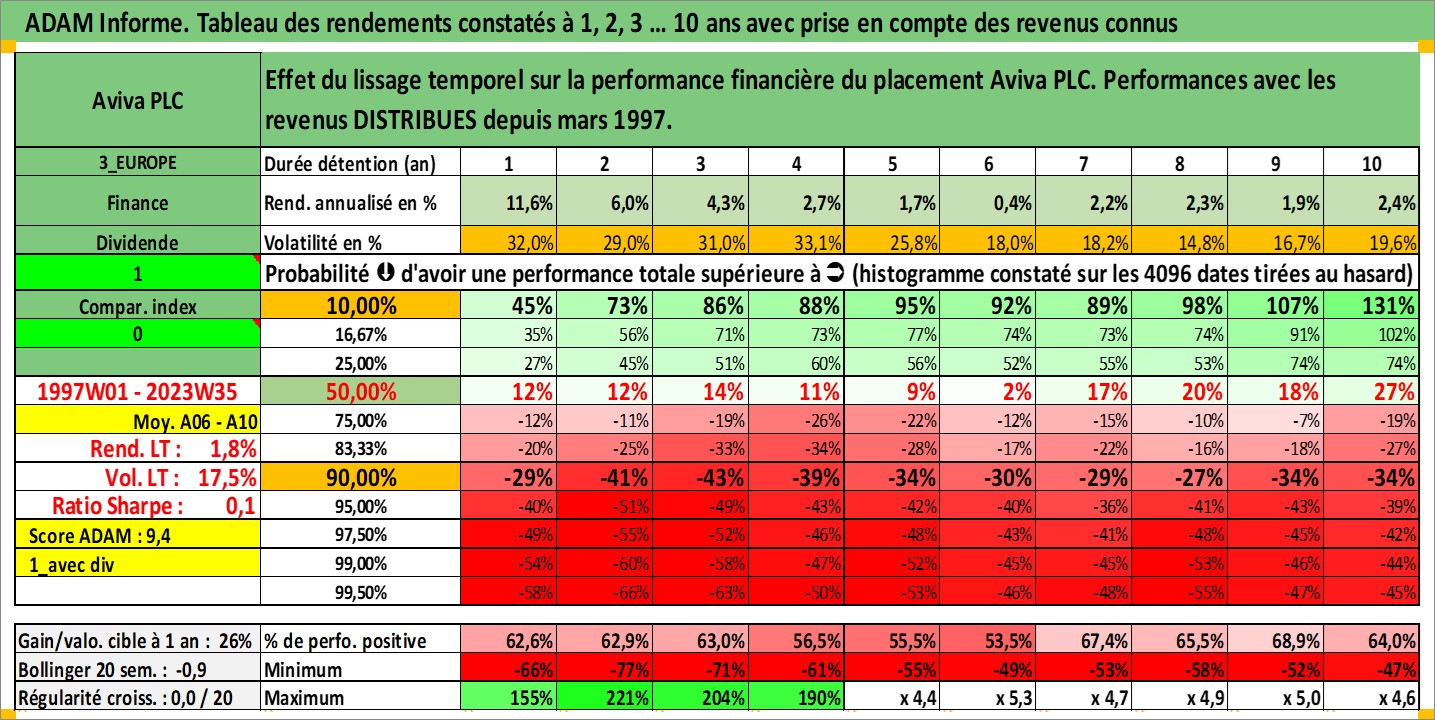 ADAM Informe. Tableau des rendements constatés à 1, 2, 3 ... 10 ans avec prise en compte des revenus connus
Aviva PLC
Effet du lissage temporel sur la performance financière du placement Aviva PLC. Performances avec les
revenus DISTRIBUES depuis mars 1997.
3_EUROPE Durée détention (an) 1 2 3 4 5 6 7 8 9 10
Finance Rend. annualisé en % 11,6% 6,0% 4,3% 2,7% 1,7% 0,4% 2,2% 2,3% 1,9% 2,4%
Dividende Volatilité en % 32,0% 29,0% 31,0% 33,1% 25,8% 18,0% 18,2% 14,8% 16,7% 19,6%
1 Probabilité d'avoir une performance totale supérieure à (histogramme constaté sur les 4096 dates tirées au hasard)
Compar. index 10,00% 45% 73% 86% 88% 95% 92% 89% 98% 107% 131%
0 16,67% 35% 56% 71% 73% 77% 74% 73% 74% 91% 102%
25,00% 27% 45% 51% 60% 56% 52% 55% 53% 74% 74%
1997W01 - 2023W35 50,00% 12% 12% 14% 11% 9% 2% 17% 20% 18% 27%
Moy. A06 - A10 75,00% -12% -11% -19% -26% -22% -12% -15% -10% -7% -19%
Rend. LT : 1,8% 83,33% -20% -25% -33% -34% -28% -17% -22% -16% -18% -27%
Vol. LT : 17,5% 90,00% -29% -41% -43% -39% -34% -30% -29% -27% -34% -34%
Ratio Sharpe : 0,1 95,00% -40% -51% -49% -43% -42% -40% -36% -41% -43% -39%
Score ADAM : 9,4 97,50% -49% -55% -52% -46% -48% -43% -41% -48% -45% -42%
1_avec div 99,00% -54% -60% -58% -47% -52% -45% -45% -53% -46% -44%
99,50% -58% -66% -63% -50% -53% -46% -48% -55% -47% -45%
Gain/valo. cible à 1 an : 26% % de perfo. positive 62,6% 62,9% 63,0% 56,5% 55,5% 53,5% 67,4% 65,5% 68,9% 64,0%
Bollinger 20 sem. : -0,9 Minimum -66% -77% -71% -61% -55% -49% -53% -58% -52% -47%
Régularité croiss. : 0,0 / 20 Maximum 155% 221% 204% 190% x 4,4 x 5,3 x 4,7 x 4,9 x 5,0 x 4,6